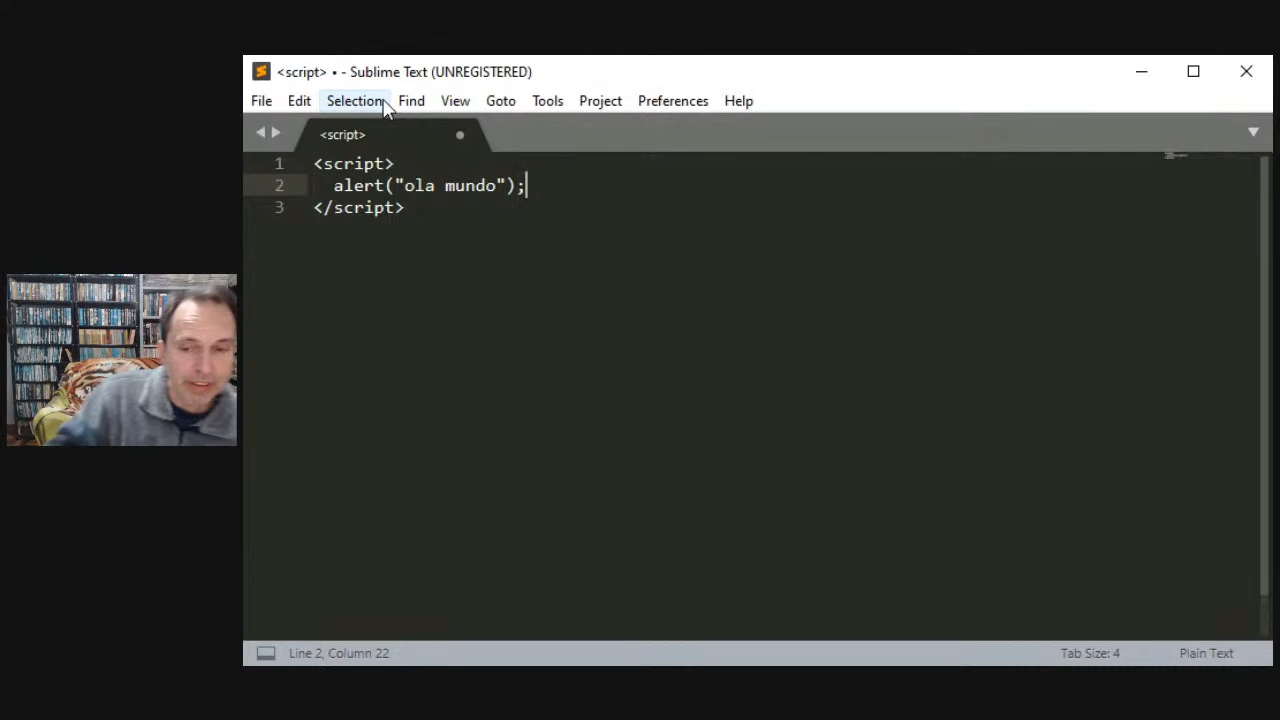 <script> • - Sublime Text (UNREGISTERED)
File Edit Selection Find View Goto Tools Project Preferences Help
<script>
1 <script>
2 alert("ola mundo");
3 </script>
Line 2, Column 22 Tab Size: 4 Plain Text